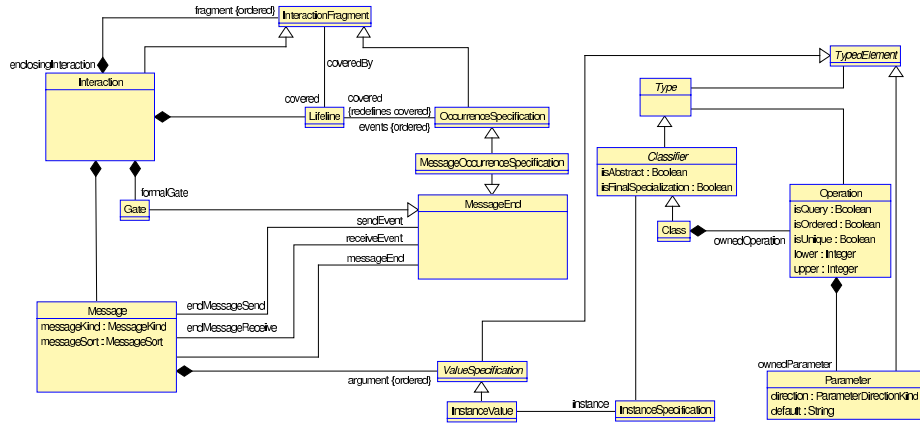 fragment {ordered}
InteractionFragment
enclosingInteraction
coveredBy
TypedElement
Interaction
Type
covered
covered
{redefines covered}
events {ordered}
Lifeline
OccurrenceSpecification
MessageOccurrenceSpecification
Classifier
isAbstract : Boolean
isFinalSpecialization : Boolean
formalGate
Gate
MessageEnd
sendEvent
receiveEvent
messageEnd
Class
ownedOperation
Operation
isQuery : Boolean
isOrdered : Boolean
isUnique : Boolean
lower : Integer
upper : Integer
Message
messageKind : MessageKind
messageSort : MessageSort
endMessageSend
endMessageReceive
argument {ordered}
ValueSpecification
InstanceValue
instance
InstanceSpecification
ownedParameter
Parameter
direction : ParameterDirectionKind
default : String